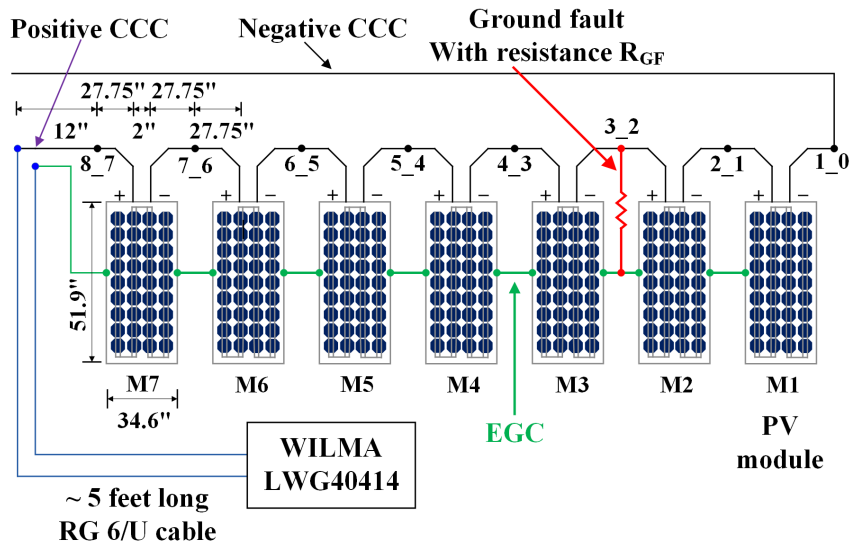 Positive CCC
Negative CCC
Ground fault
With resistance R_GF
27.75" 27.75"
12" 2" 27.75"
8_7 7_6 6_5 5_4 4_3 3_2 2_1 1_0
+ − + − + − + − + − + − + −
51.9"
M7 M6 M5 M4 M3 M2 M1
34.6"
EGC
PV
module
WILMA
LWG40414
~ 5 feet long
RG 6/U cable